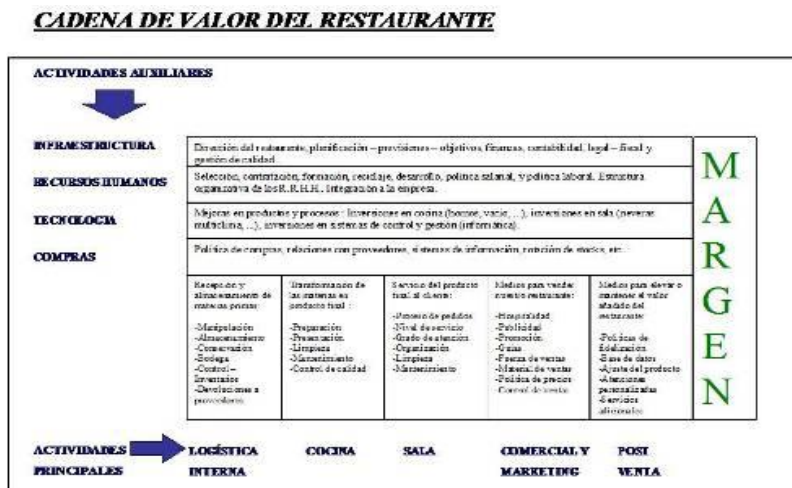 CADENA DE VALOR DEL RESTAURANTE
ACTIVIDADES AUXILIARES
INFRAESTRUCTURA
Dirección del restaurante, planificación – previsiones – objetivos, finanzas, contabilidad, legal – fiscal y
gestión de calidad.
RECURSOS HUMANOS
Selección, contratación, formación, reciclaje, desarrollo, política salarial, y política laboral. Estructura
organizativa de los R.R.H.H.. Integración a la empresa.
TECNOLOGIA
Mejoras en productos y procesos : Inversiones en cocina (hornos, vacío, ...), inversiones en sala (neveras
multiclima, ...), inversiones en sistemas de control y gestión (informática).
COMPRAS
Política de compras, relaciones con proveedores, sistemas de información, rotación de stocks, etc.
Recepción y
almacenamiento de
materias primas:
-Manipulación
-Almacenamiento
-Conservación
-Bodega
-Control –
Inventarios
-Devoluciones a
proveedores
Transformación de
las materias en
producto final :
-Preparación
-Presentación
-Limpieza
-Mantenimiento
-Control de calidad
Servicio del producto
final al cliente:
-Proceso de pedidos
-Nivel de servicio
-Grado de atención
-Organización
-Limpieza
-Mantenimiento
Medios para vender
nuestro restaurante:
-Hospitalidad
-Publicidad
-Promoción
-Guías
-Fuerza de ventas
-Material de ventas
-Política de precios
-Control de ventas
Medios para elevar o
mantener el valor
añadido del
restaurante:
-Políticas de
fidelización
-Base de datos
-Ajuste del producto
-Atenciones
personalizadas
-Servicios
adicionales
MARGEN
ACTIVIDADES
PRINCIPALES
LOGÍSTICA
INTERNA
COCINA
SALA
COMERCIAL Y
MARKETING
POST
VENTA